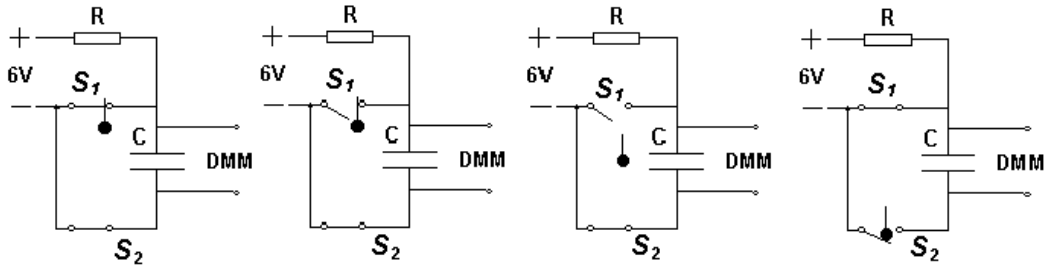 R R R R
+ + + +
6V S1 6V S1 6V S1 6V S1
— — — —
C DMM C DMM C DMM C DMM
S2 S2 S2 S2